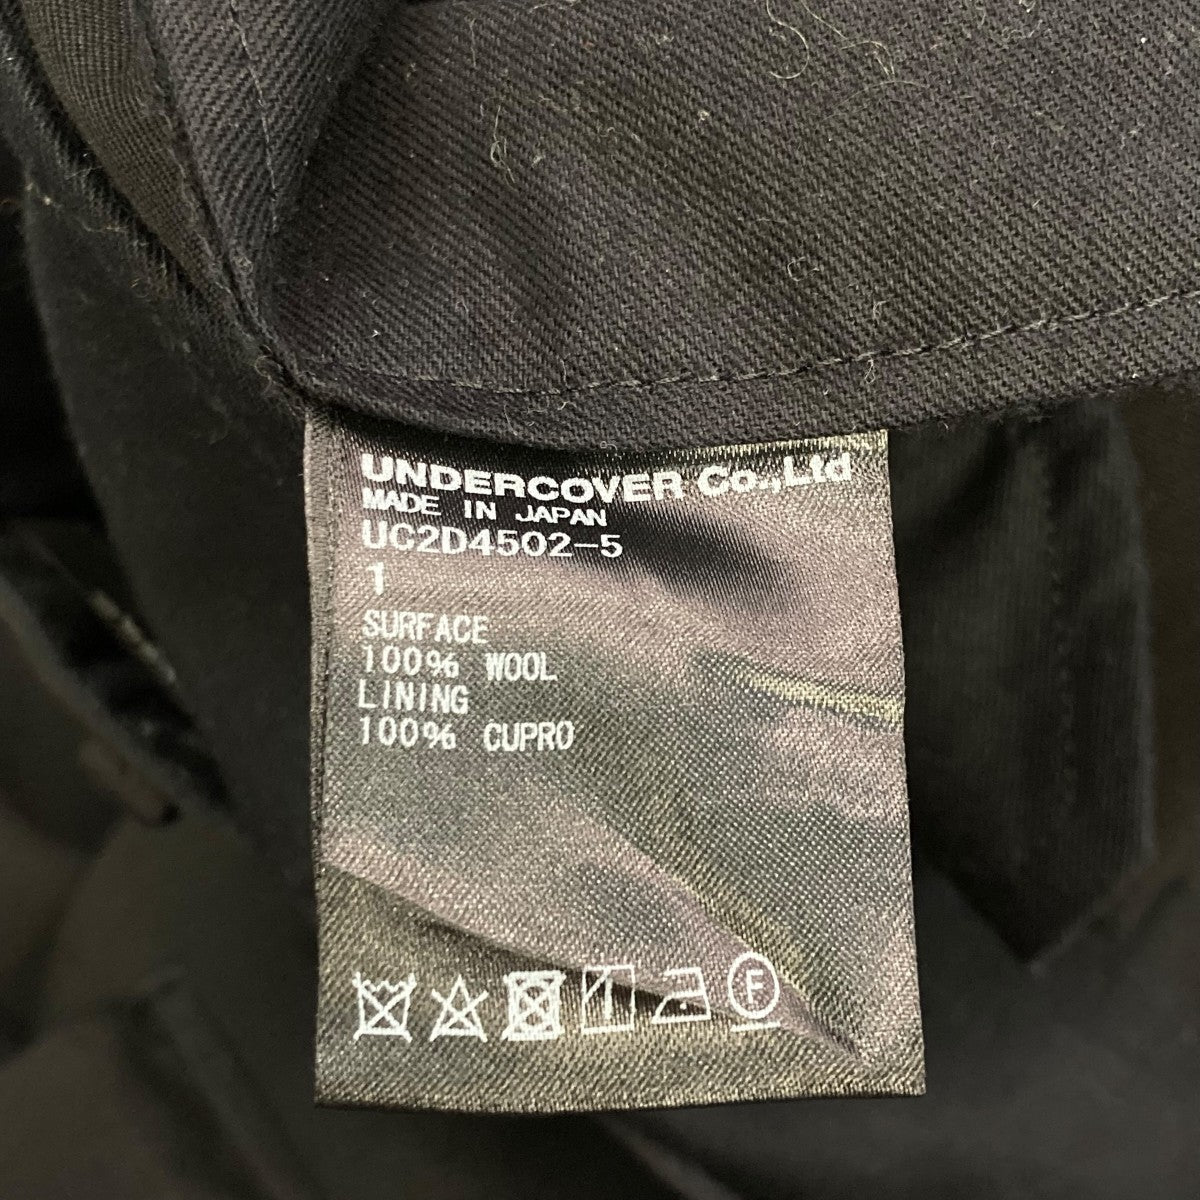 UNDERCOVER Co.,Ltd
MADE IN JAPAN
UC2D4502-5
1
SURFACE
100% WOOL
LINING
100% CUPRO
F